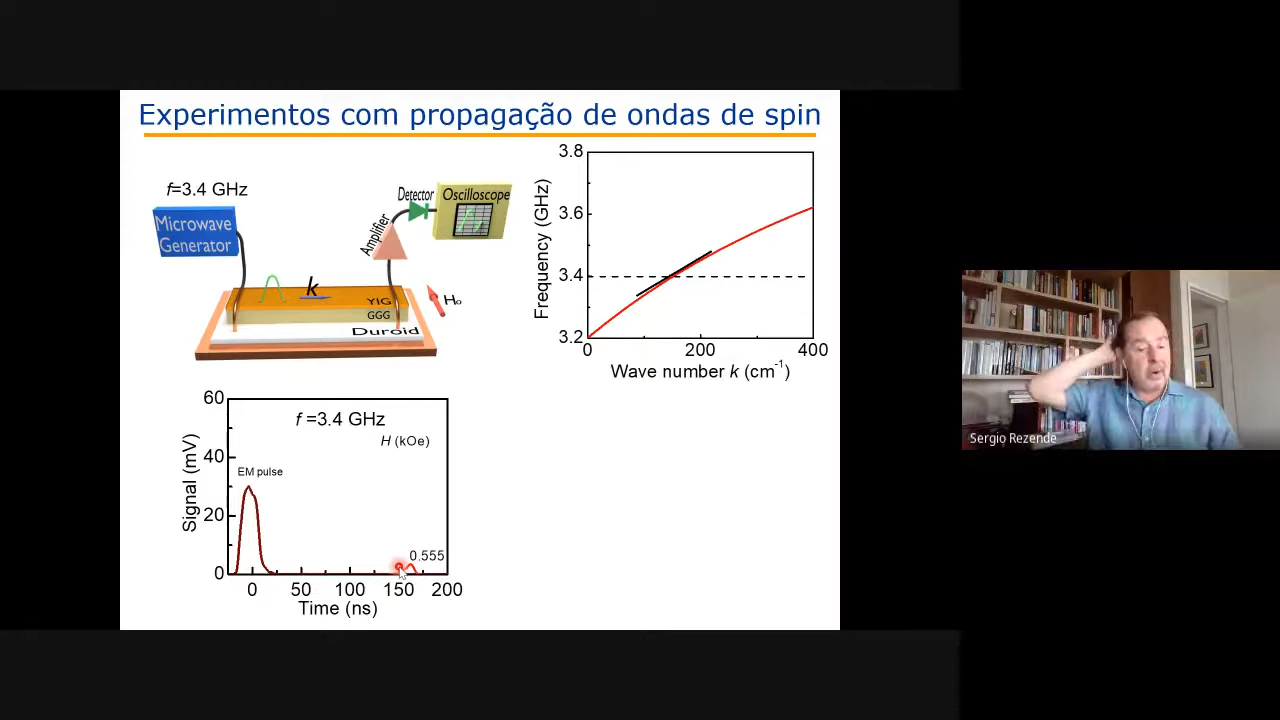 Experimentos com propagação de ondas de spin
f=3.4 GHz
Microwave
Generator
Amplifier
Detector
Oscilloscope
k
YIG
GGG
Duroid
H₀
3.8
3.6
3.4
3.2
Frequency (GHz)
0
200
400
Wave number k (cm⁻¹)
60
40
20
0
Signal (mV)
f =3.4 GHz
H (kOe)
EM pulse
0.555
0
50
100
150
200
Time (ns)
Sergio Rezende